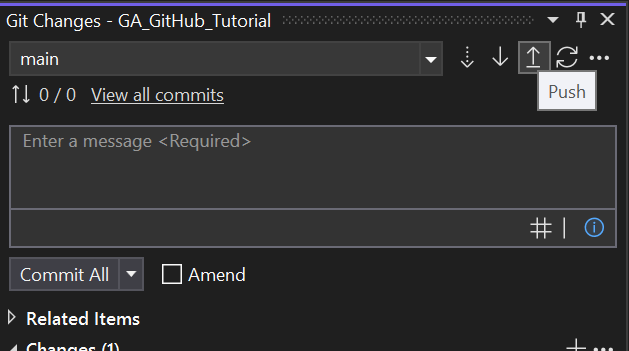 Git Changes - GA_GitHub_Tutorial
main
0 / 0 View all commits
Push
Enter a message <Required>
Commit All Amend
Related Items
Changes (1)